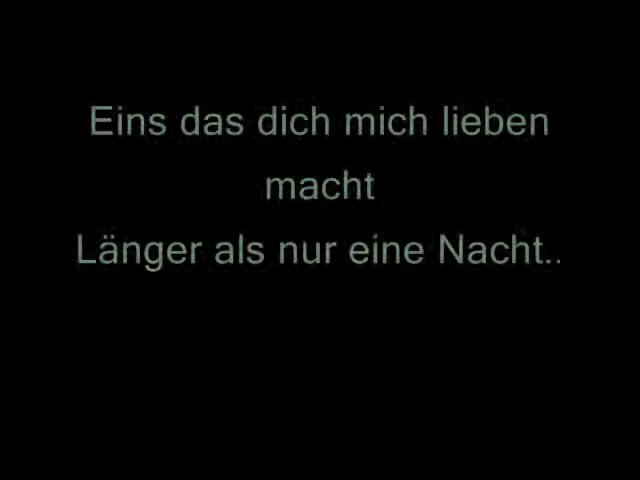 Eins das dich mich lieben
macht
Länger als nur eine Nacht..